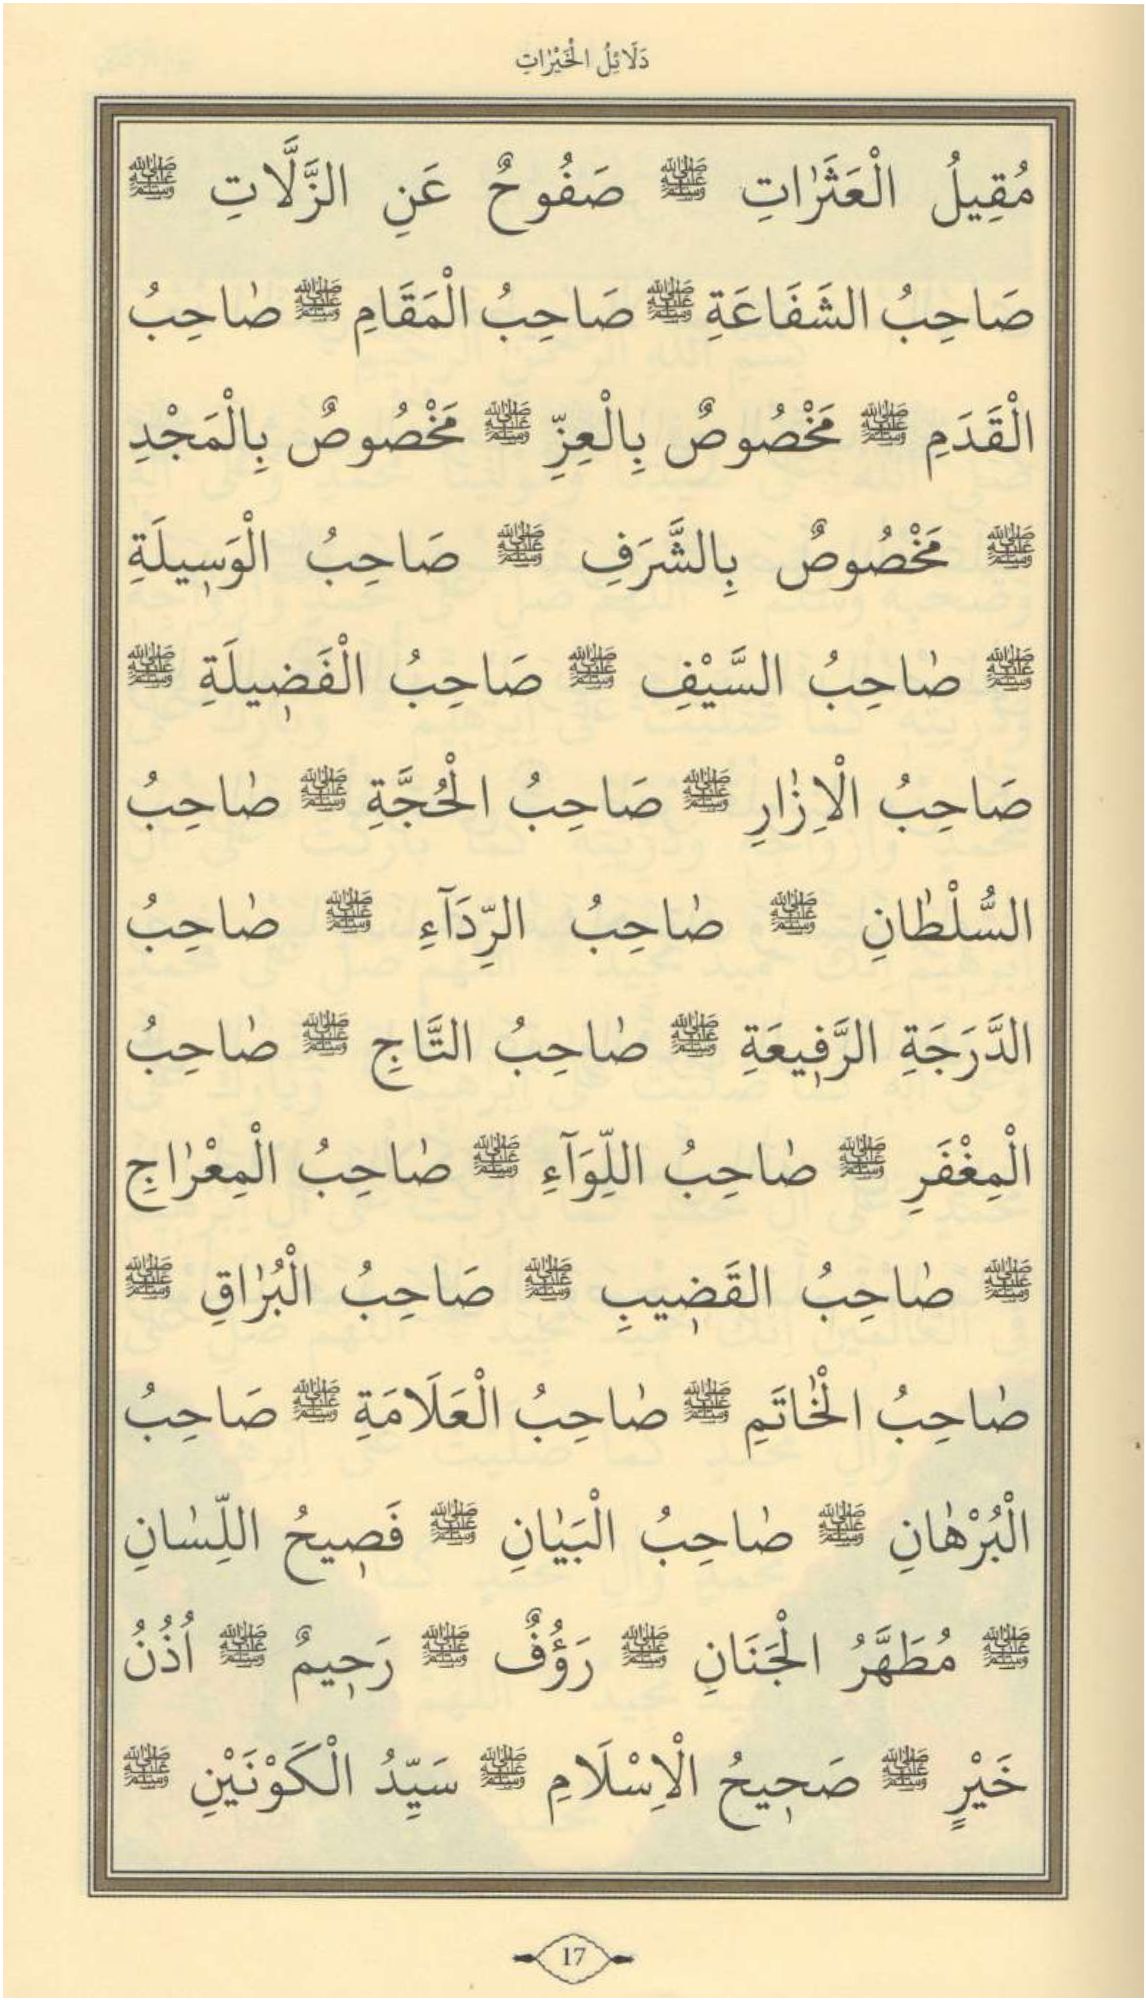 دَلَائِلُ الْخَيْرٰاتِ
مُقِيلُ الْعَثَرٰاتِ ﷺ صَفُوحٌ عَنِ الزَّلَّاتِ ﷺ
صَاحِبُ الشَفَاعَةِ ﷺ صَاحِبُ الْمَقَامِ ﷺ صٰاحِبُ
الْقَدَمِ ﷺ مَخْصُوصٌ بِالْعِزِّ ﷺ مَخْصُوصٌ بِالْمَجْدِ
ﷺ مَخْصُوصٌ بِالشَّرَفِ ﷺ صَاحِبُ الْوَسٖيلَةِ
ﷺ صٰاحِبُ السَّيْفِ ﷺ صَاحِبُ الْفَضٖيلَةِ ﷺ
صَاحِبُ الْاِزٰارِ ﷺ صَاحِبُ الْحُجَّةِ ﷺ صٰاحِبُ
السُّلْطٰانِ ﷺ صٰاحِبُ الرِّدَآءِ ﷺ صٰاحِبُ
الدَّرَجَةِ الرَّفٖيعَةِ ﷺ صٰاحِبُ التَّاجِ ﷺ صٰاحِبُ
الْمِغْفَرِ ﷺ صٰاحِبُ اللِّوَآءِ ﷺ صٰاحِبُ الْمِعْرٰاجِ
ﷺ صٰاحِبُ القَضٖيبِ ﷺ صَاحِبُ الْبُرٰاقِ ﷺ
صٰاحِبُ الْخٰاتَمِ ﷺ صٰاحِبُ الْعَلَامَةِ ﷺ صَاحِبُ
الْبُرْهٰانِ ﷺ صٰاحِبُ الْبَيٰانِ ﷺ فَصٖيحُ اللِّسٰانِ
ﷺ مُطَهَّرُ الْجَنَانِ ﷺ رَؤُفٌ ﷺ رَحٖيمٌ ﷺ اُذُنُ
خَيْرٍ ﷺ صَحٖيحُ الْاِسْلَامِ ﷺ سَيِّدُ الْكَوْنَيْنِ ﷺ
17